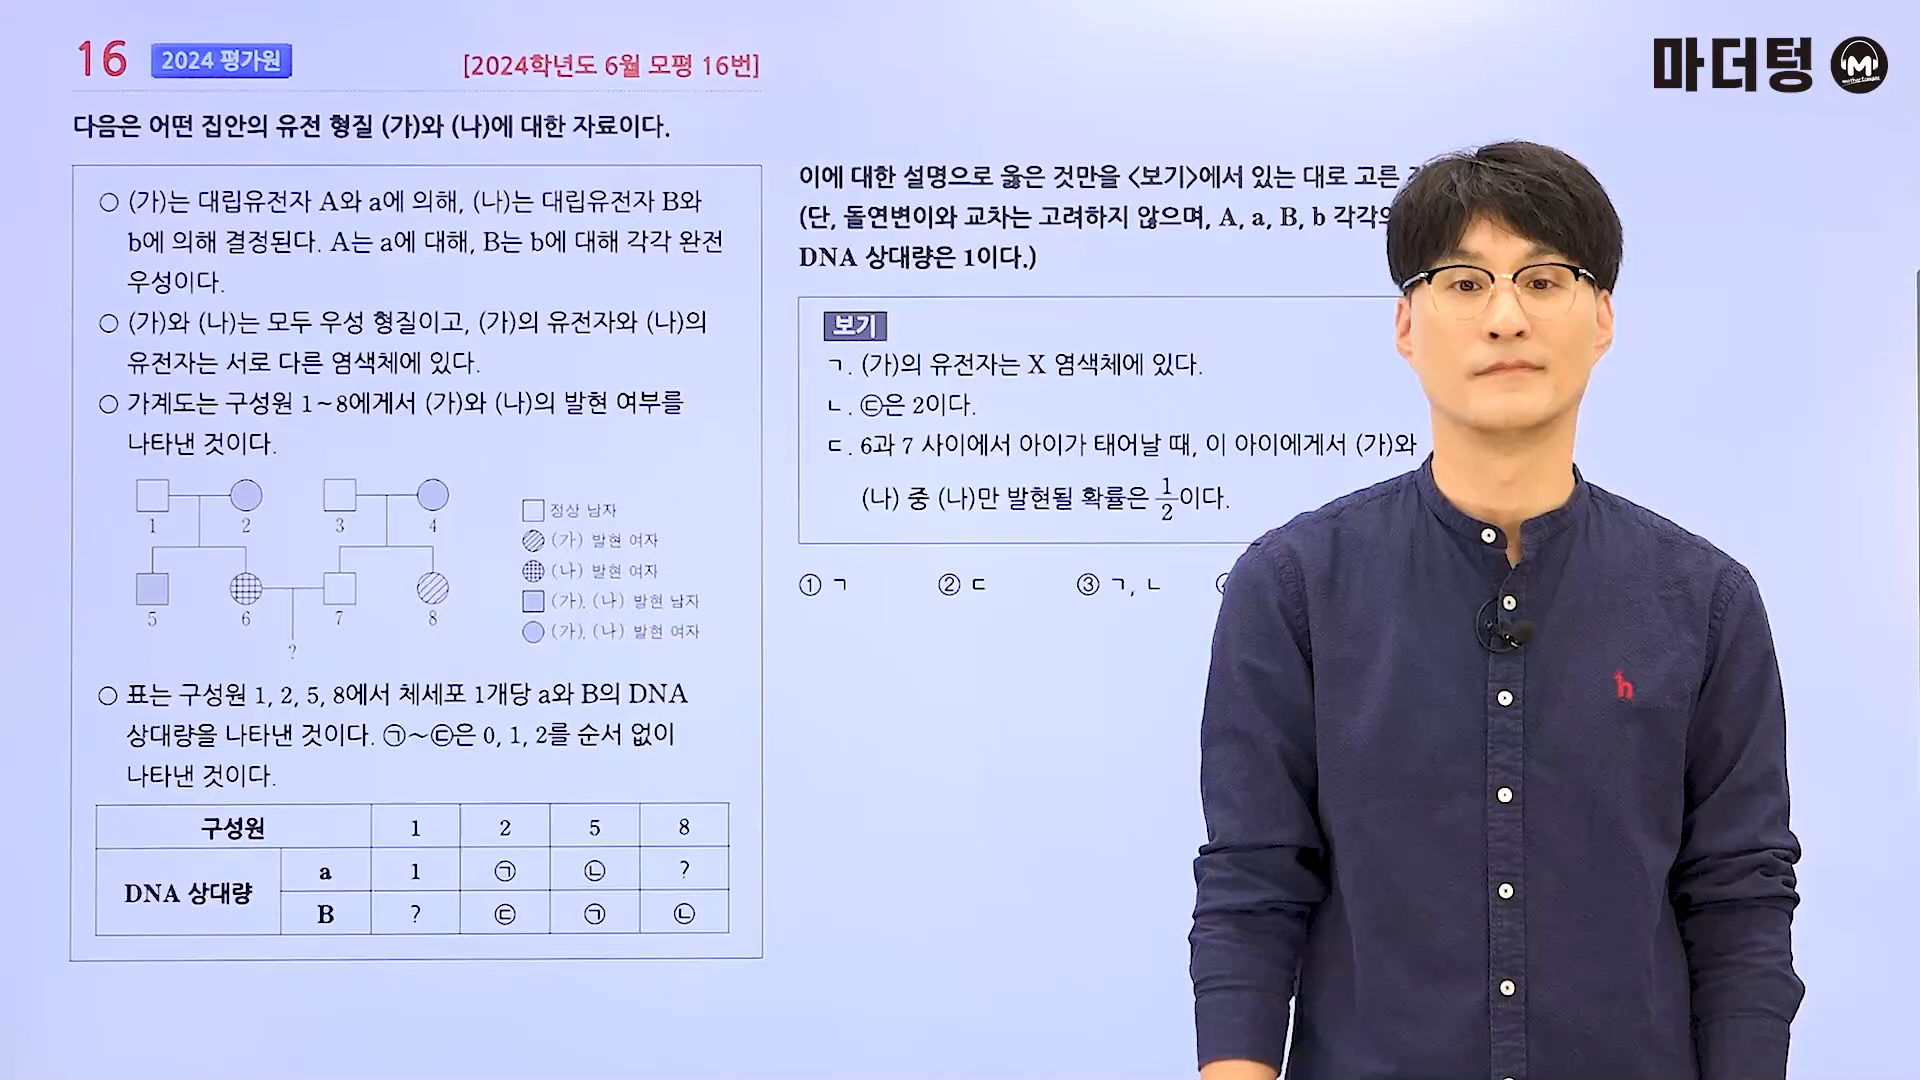 16 2024 평가원 [2024학년도 6월 모평 16번]
다음은 어떤 집안의 유전 형질 (가)와 (나)에 대한 자료이다.
○ (가)는 대립유전자 A와 a에 의해, (나)는 대립유전자 B와
b에 의해 결정된다. A는 a에 대해, B는 b에 대해 각각 완전
우성이다.
○ (가)와 (나)는 모두 우성 형질이고, (가)의 유전자와 (나)의
유전자는 서로 다른 염색체에 있다.
○ 가계도는 구성원 1~8에게서 (가)와 (나)의 발현 여부를
나타낸 것이다.
1 2 3 4
5 6 7 8
?
정상 남자
(가) 발현 여자
(나) 발현 여자
(가), (나) 발현 남자
(가), (나) 발현 여자
○ 표는 구성원 1, 2, 5, 8에서 체세포 1개당 a와 B의 DNA
상대량을 나타낸 것이다. ㉠~㉢은 0, 1, 2를 순서 없이
나타낸 것이다.
구성원 1 2 5 8
DNA 상대량 a 1 ㉠ ㉡ ?
B ? ㉢ ㉠ ㉡
이에 대한 설명으로 옳은 것만을 <보기>에서 있는 대로 고른
(단, 돌연변이와 교차는 고려하지 않으며, A, a, B, b
DNA 상대량은 1이다.)
보기
ㄱ. (가)의 유전자는 X 염색체에 있다.
ㄴ. ㉢은 2이다.
ㄷ. 6과 7 사이에서 아이가 태어날 때, 이 아이에게서 (가)와
(나) 중 (나)만 발현될 확률은 1/2이다.
① ㄱ ② ㄷ ③ ㄱ, ㄴ
마더텅 M
h